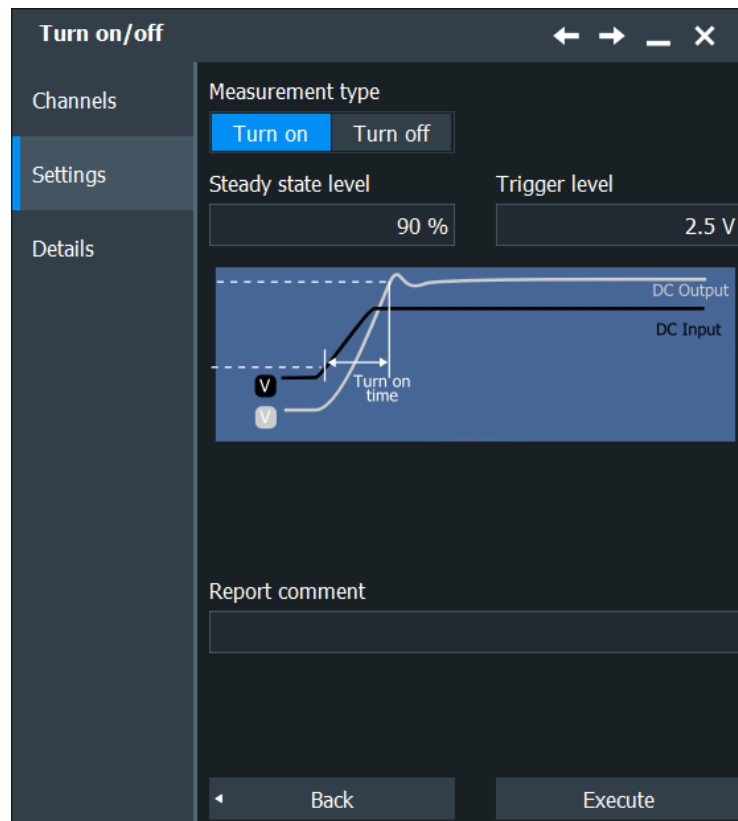 Turn on/off
Channels
Settings
Details
Measurement type
Turn on Turn off
Steady state level Trigger level
90 % 2.5 V
DC Output
DC Input
V
Turn on
time
V
Report comment
Back Execute